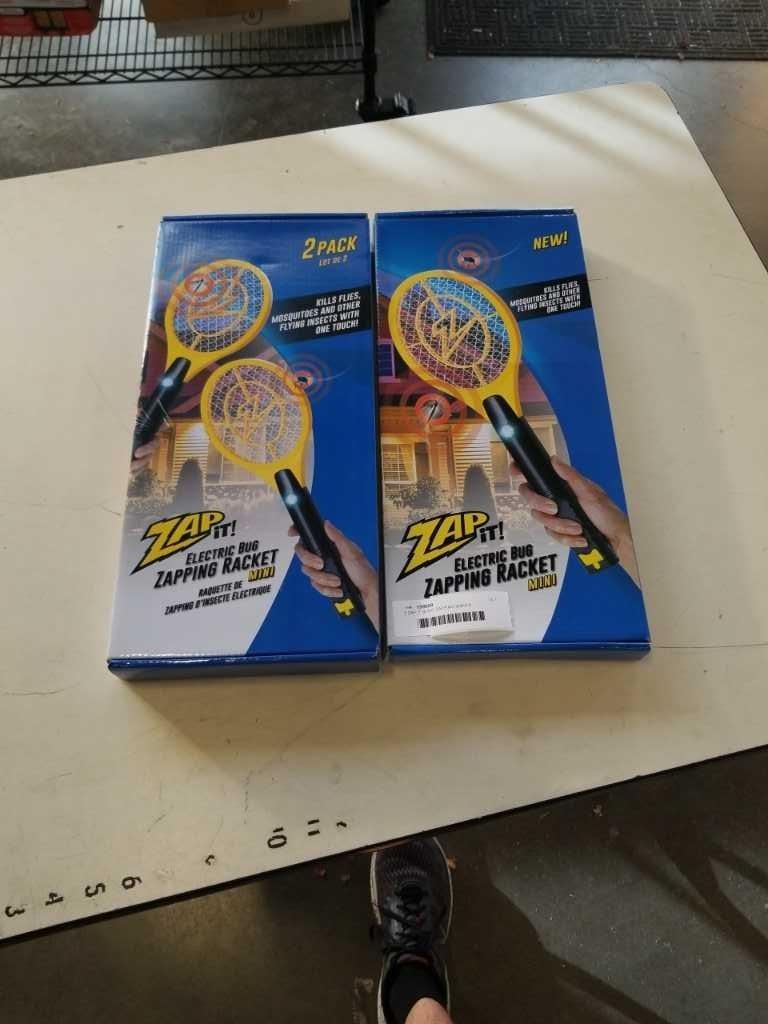 2 PACK
LOT DE 2
KILLS FLIES,
MOSQUITOES AND OTHER
FLYING INSECTS WITH
ONE TOUCH!
ZAP IT!
ELECTRIC BUG
ZAPPING RACKET
MINI
RAQUETTE DE
ZAPPING D'INSECTE ÉLECTRIQUE
NEW!
KILLS FLIES,
MOSQUITOES AND OTHER
FLYING INSECTS WITH
ONE TOUCH!
ZAP IT!
ELECTRIC BUG
ZAPPING RACKET
MINI
3 4 5 6 10 11